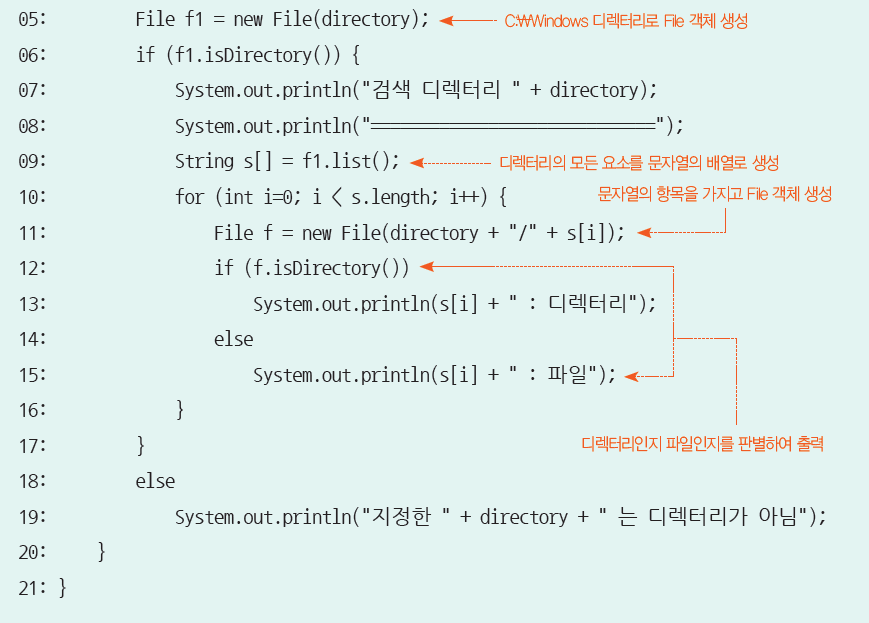 05: File f1 = new File(directory); C:₩Windows 디렉터리로 File 객체 생성
06: if (f1.isDirectory()) {
07: System.out.println("검색 디렉터리 " + directory);
08: System.out.println("=============================");
09: String s[] = f1.list(); 디렉터리의 모든 요소를 문자열의 배열로 생성
10: for (int i=0; i < s.length; i++) { 문자열의 항목을 가지고 File 객체 생성
11: File f = new File(directory + "/" + s[i]);
12: if (f.isDirectory())
13: System.out.println(s[i] + " : 디렉터리");
14: else
15: System.out.println(s[i] + " : 파일");
16: }
17: } 디렉터리인지 파일인지를 판별하여 출력
18: else
19: System.out.println("지정한 " + directory + " 는 디렉터리가 아님");
20: }
21: }